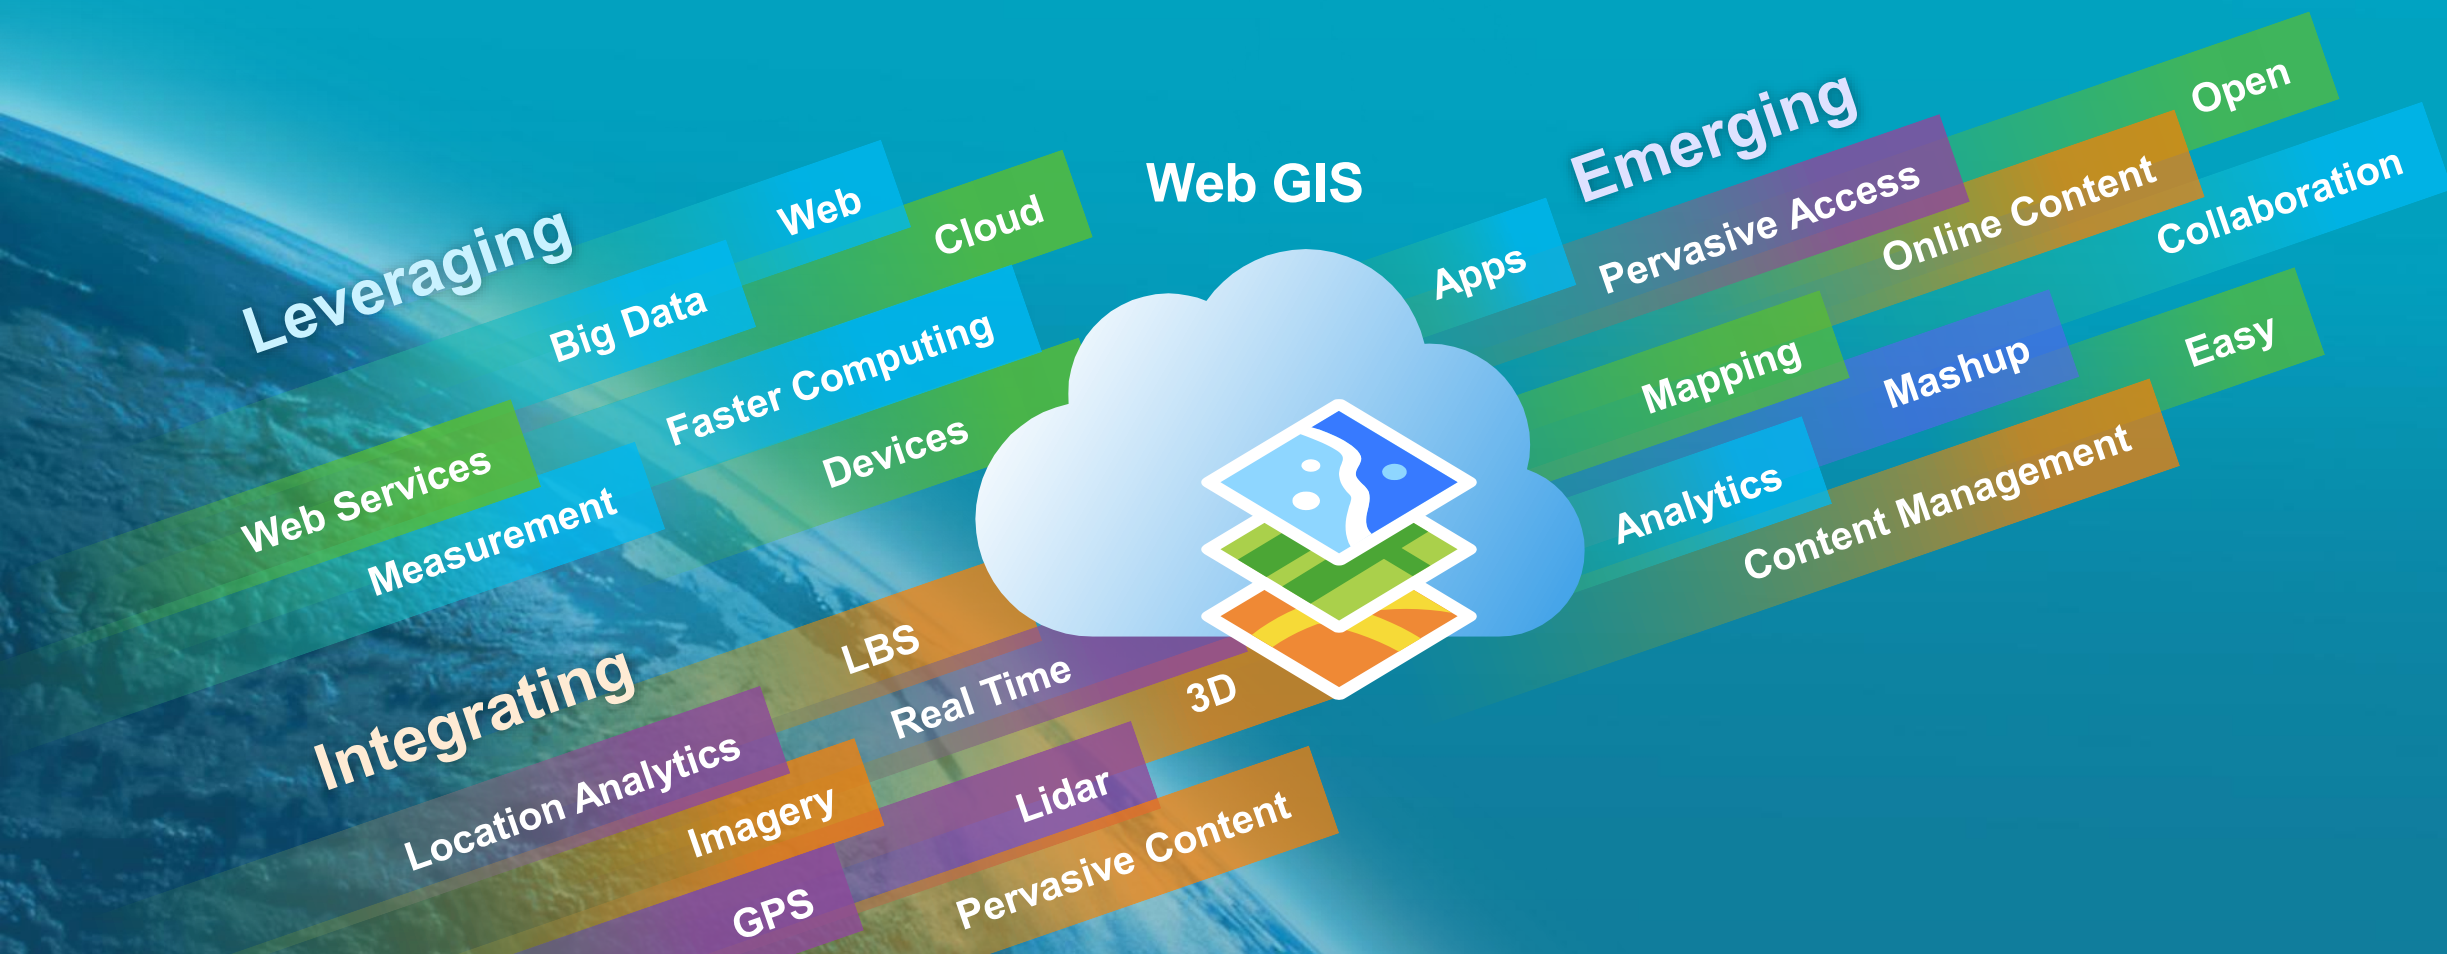 Web GIS
Leveraging
Web
Cloud
Big Data
Faster Computing
Devices
Web Services
Measurement
Integrating
LBS
Real Time
3D
Location Analytics
Imagery
Lidar
GPS
Pervasive Content
Emerging
Open
Apps
Pervasive Access
Online Content
Collaboration
Mapping
Mashup
Easy
Analytics
Content Management